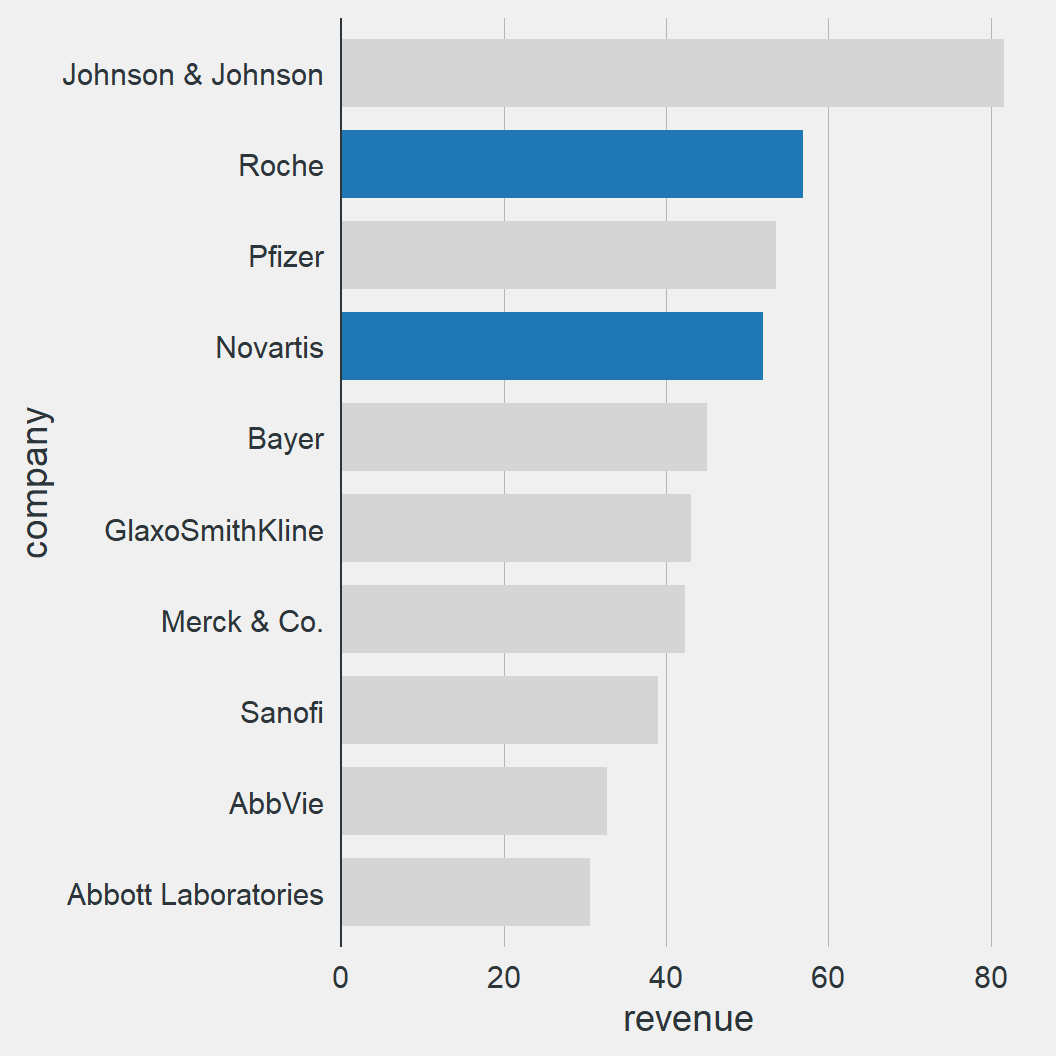 Johnson & Johnson
Roche
Pfizer
Novartis
Bayer
GlaxoSmithKline
Merck & Co.
Sanofi
AbbVie
Abbott Laboratories
company
0 20 40 60 80
revenue